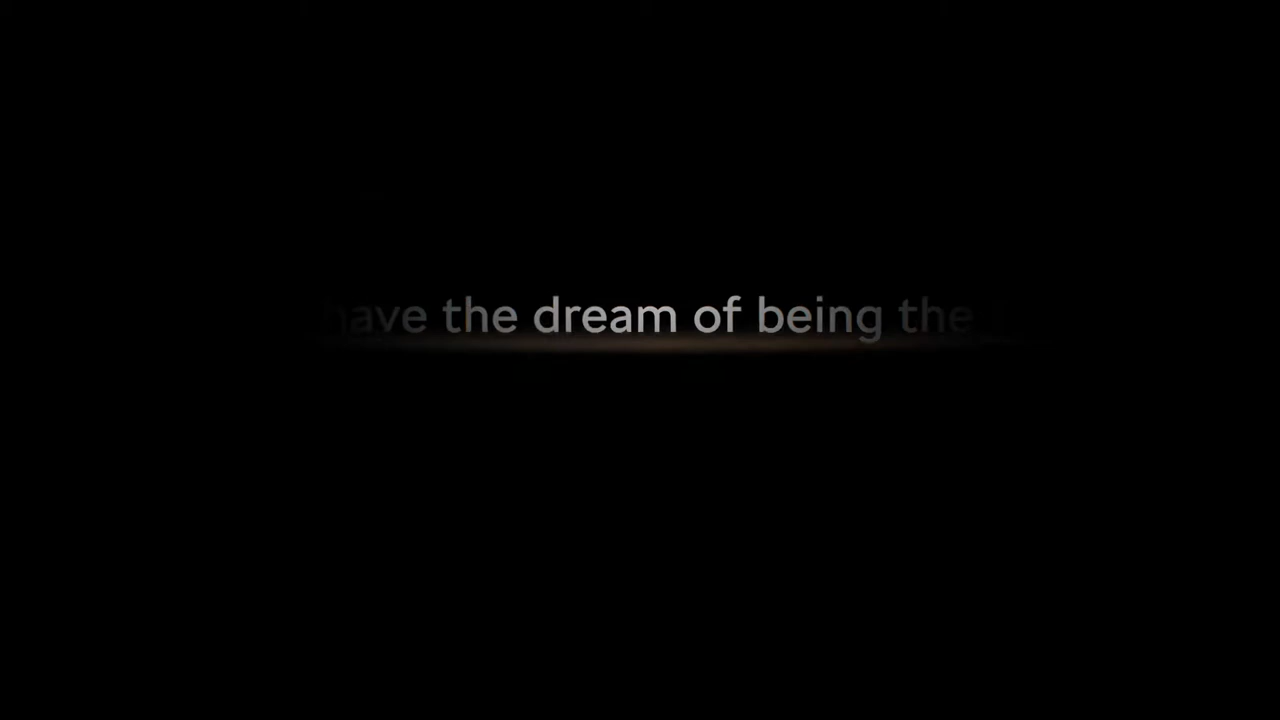 have the dream of being the